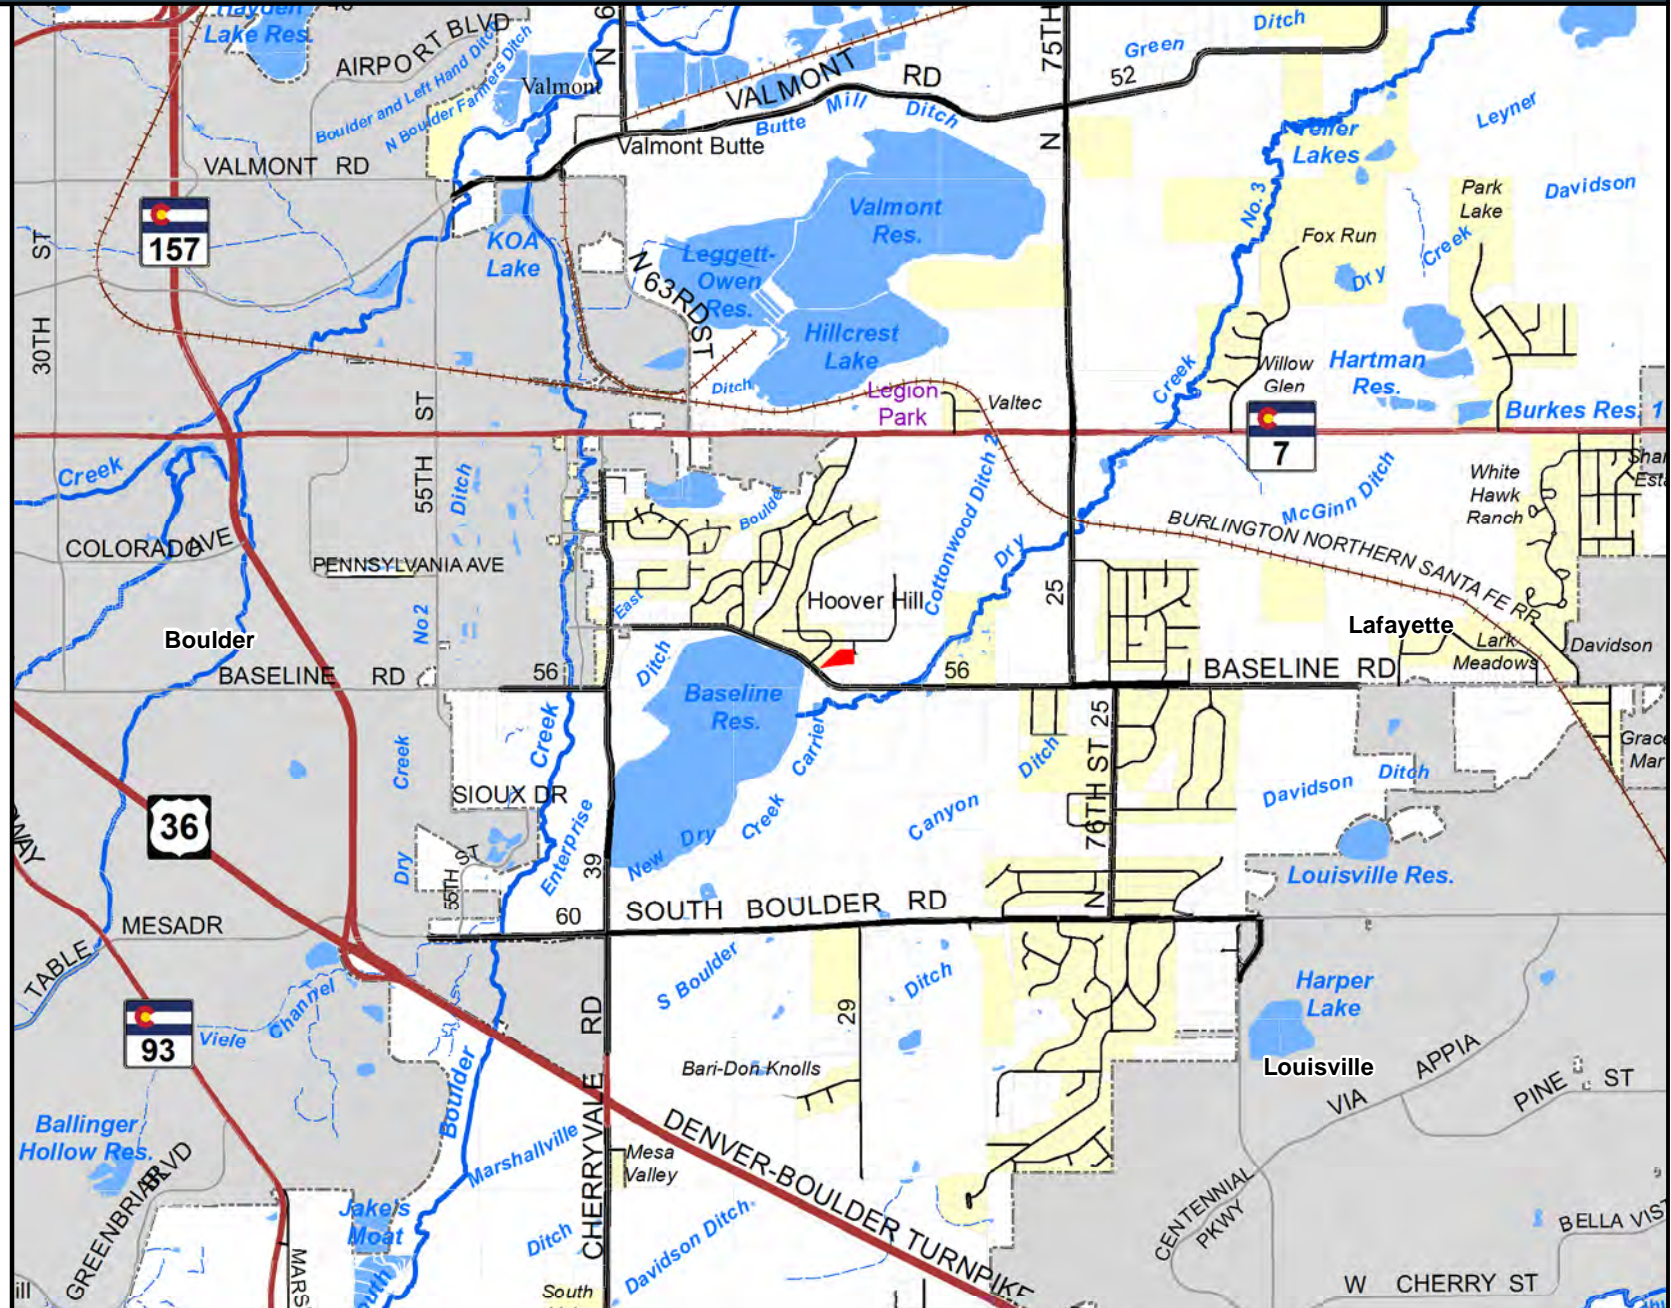 Hayden
Lake Res.
AIRPORT BLVD
Boulder and Left Hand Ditch
N Boulder Farmers Ditch
Valmont
N
6
VALMONT RD
Butte Mill Ditch
Valmont Butte
75TH
N
52
Green Ditch
Lakes
Leyner
No. 3
Park
Lake
Davidson
VALMONT RD
157
30TH ST
KOA
Lake
N 63RD ST
Leggett-
Owen
Res.
Valmont
Res.
Hillcrest
Lake
Ditch
Legion
Park
Valtec
Fox Run
Dry Creek
Willow
Glen
Creek
Hartman
Res.
Burkes Res. 1
7
Creek
55TH ST
Ditch
No 2
Boulder
Cottonwood Ditch 2
McGinn Ditch
White
Hawk
Ranch
COLORADO AVE
PENNSYLVANIA AVE
BURLINGTON NORTHERN SANTA FE RR
Dry
25
Hoover Hill
East
Ditch
Boulder
Lafayette
Lark
Meadows
Davidson
BASELINE RD
56
56
BASELINE RD
Baseline
Res.
Carrier
Creek
Dry
New
25
76TH ST
N
Ditch
Canyon
Davidson
Ditch
Grace
Mar
Creek
Dry
Creek
SIOUX DR
55TH ST
Enterprise
39
36
Louisville Res.
60
SOUTH BOULDER RD
MESADR
TABLE
S Boulder
Ditch
29
Harper
Lake
Louisville
93
Viele Channel
Boulder
CHERRYVALE RD
Bari-Don Knolls
VIA APPIA
PINE ST
Ballinger
Hollow Res.
GREENBRIAR BLVD
Marshallville
Ditch
Mesa
Valley
DENVER-BOULDER TURNPIKE
CENTENNIAL
PKWY
BELLA VIST
Jake's
Moat
MARS
Davidson Ditch
South
W CHERRY ST